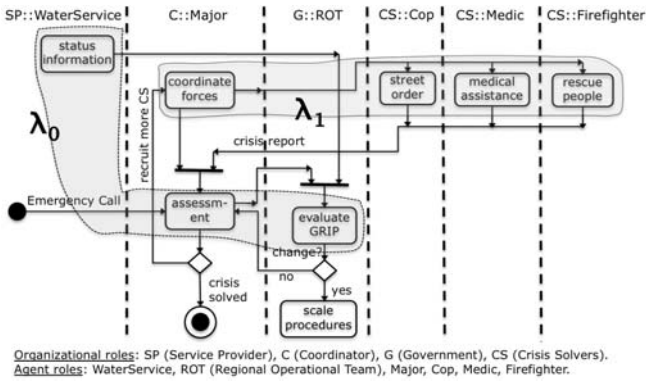 SP::WaterService C::Major G::ROT CS::Cop CS::Medic CS::Firefighter
status
information
coordinate
forces
street
order
medical
assistance
rescue
people
λ0
λ1
recruit more CS
crisis report
Emergency Call
assessm-
ent
evaluate
GRIP
change?
no
yes
crisis
solved
scale
procedures
Organizational roles: SP (Service Provider), C (Coordinator), G (Government), CS (Crisis Solvers).
Agent roles: WaterService, ROT (Regional Operational Team), Major, Cop, Medic, Firefighter.